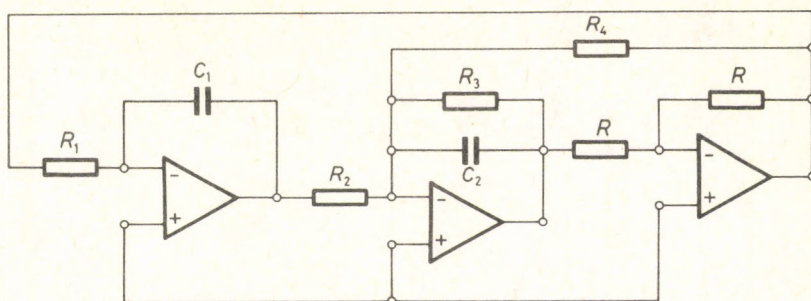 R₄
C₁
R₃
R
R₁
R₂
C₂
R
−
+
−
+
−
+